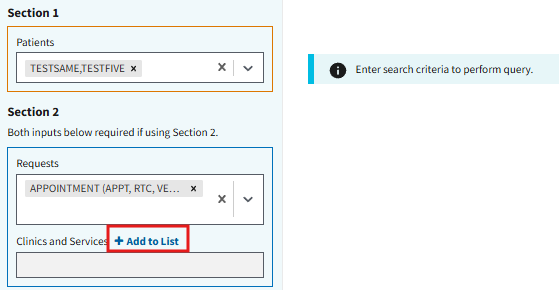 Section 1
Patients
TESTSAME,TESTFIVE ×
Section 2
Both inputs below required if using Section 2.
Requests
APPOINTMENT (APPT, RTC, VE... ×
Clinics and Services + Add to List
Enter search criteria to perform query.